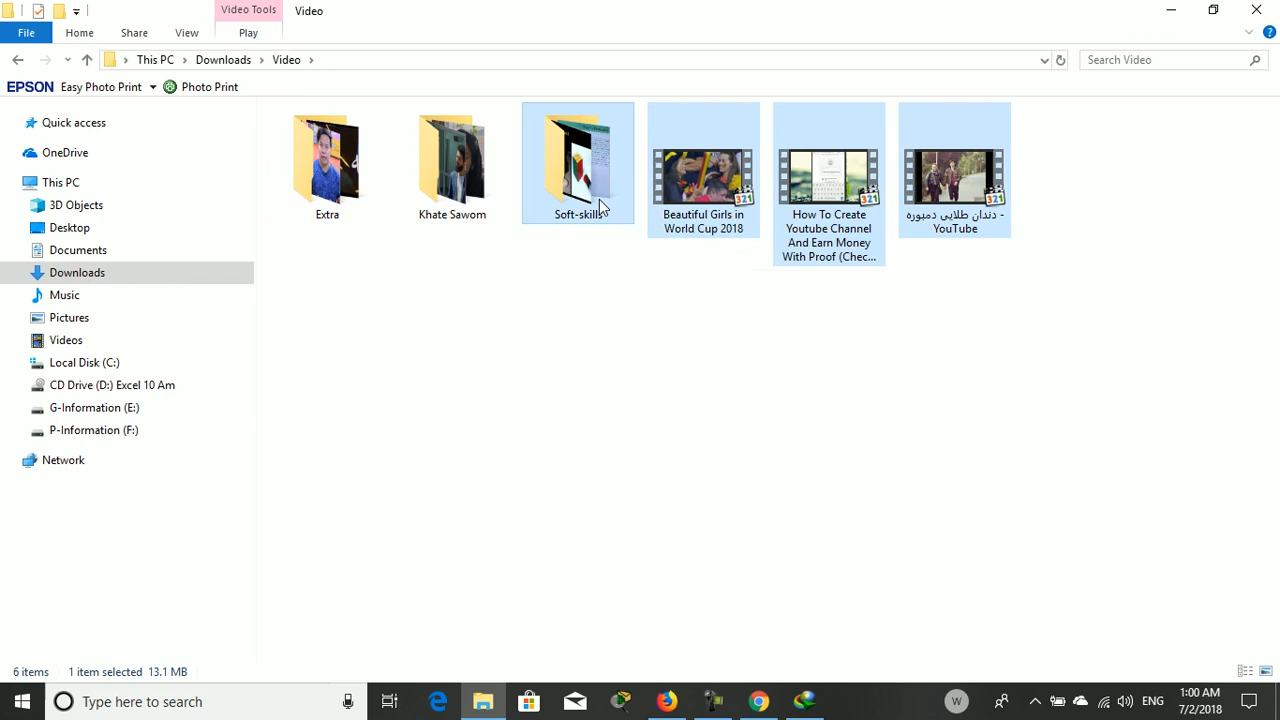 Video Tools
Video
File
Home
Share
View
Play
This PC
Downloads
Video
Search Video
EPSON
Easy Photo Print
Photo Print
Quick access
OneDrive
This PC
3D Objects
Desktop
Documents
Downloads
Music
Pictures
Videos
Local Disk (C:)
CD Drive (D:) Excel 10 Am
G-Information (E:)
P-Information (F:)
Network
Extra
Khate Sawom
Soft-skills
Beautiful Girls in
World Cup 2018
How To Create
Youtube Channel
And Earn Money
With Proof (Chec...
دندان طلایی دمبوره -
YouTube
321
321
321
6 items
1 item selected 13.1 MB
Type here to search
W
ENG
1:00 AM
7/2/2018